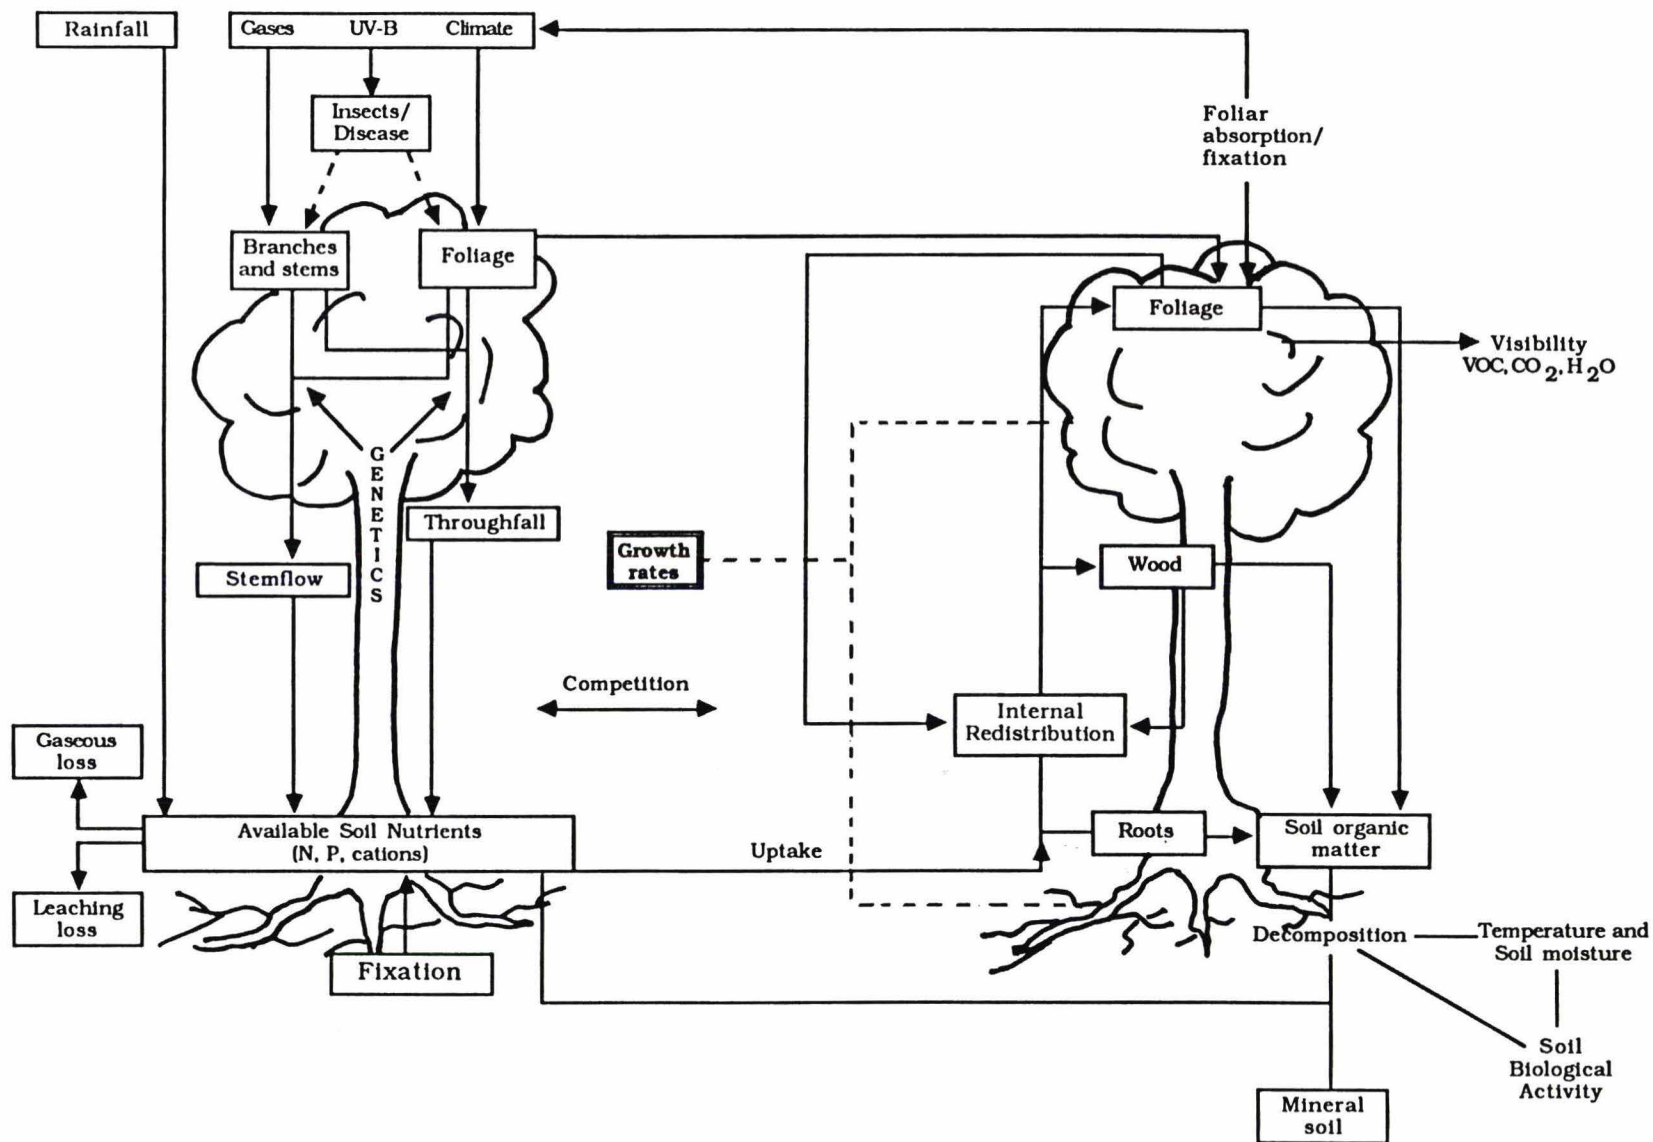 Rainfall
Gases UV-B Climate
Insects/
Disease
Foliar
absorption/
fixation
Branches
and stems
Foliage
Foliage
Visibility
VOC, CO2, H2O
GENETICS
Throughfall
Stemflow
Growth
rates
Wood
Competition
Internal
Redistribution
Gaseous
loss
Available Soil Nutrients
(N, P, cations)
Uptake
Roots
Soil organic
matter
Leaching
loss
Fixation
Decomposition
Temperature and
Soil moisture
Soil
Biological
Activity
Mineral
soil